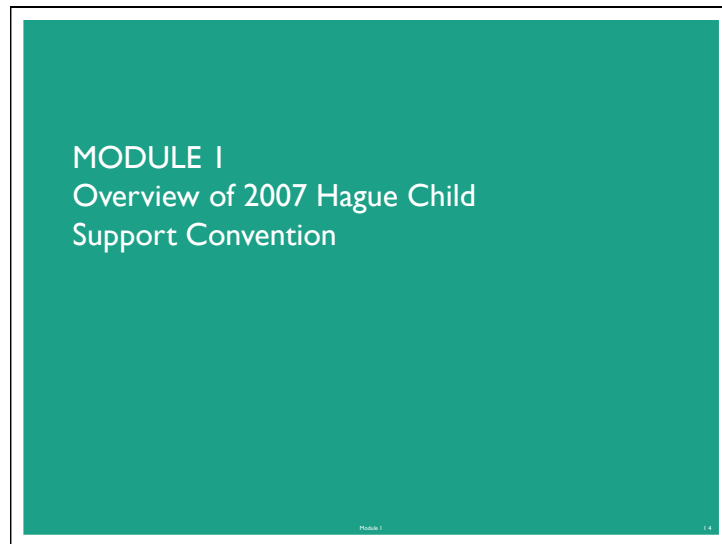 MODULE 1
Overview of 2007 Hague Child
Support Convention
Module 1
14